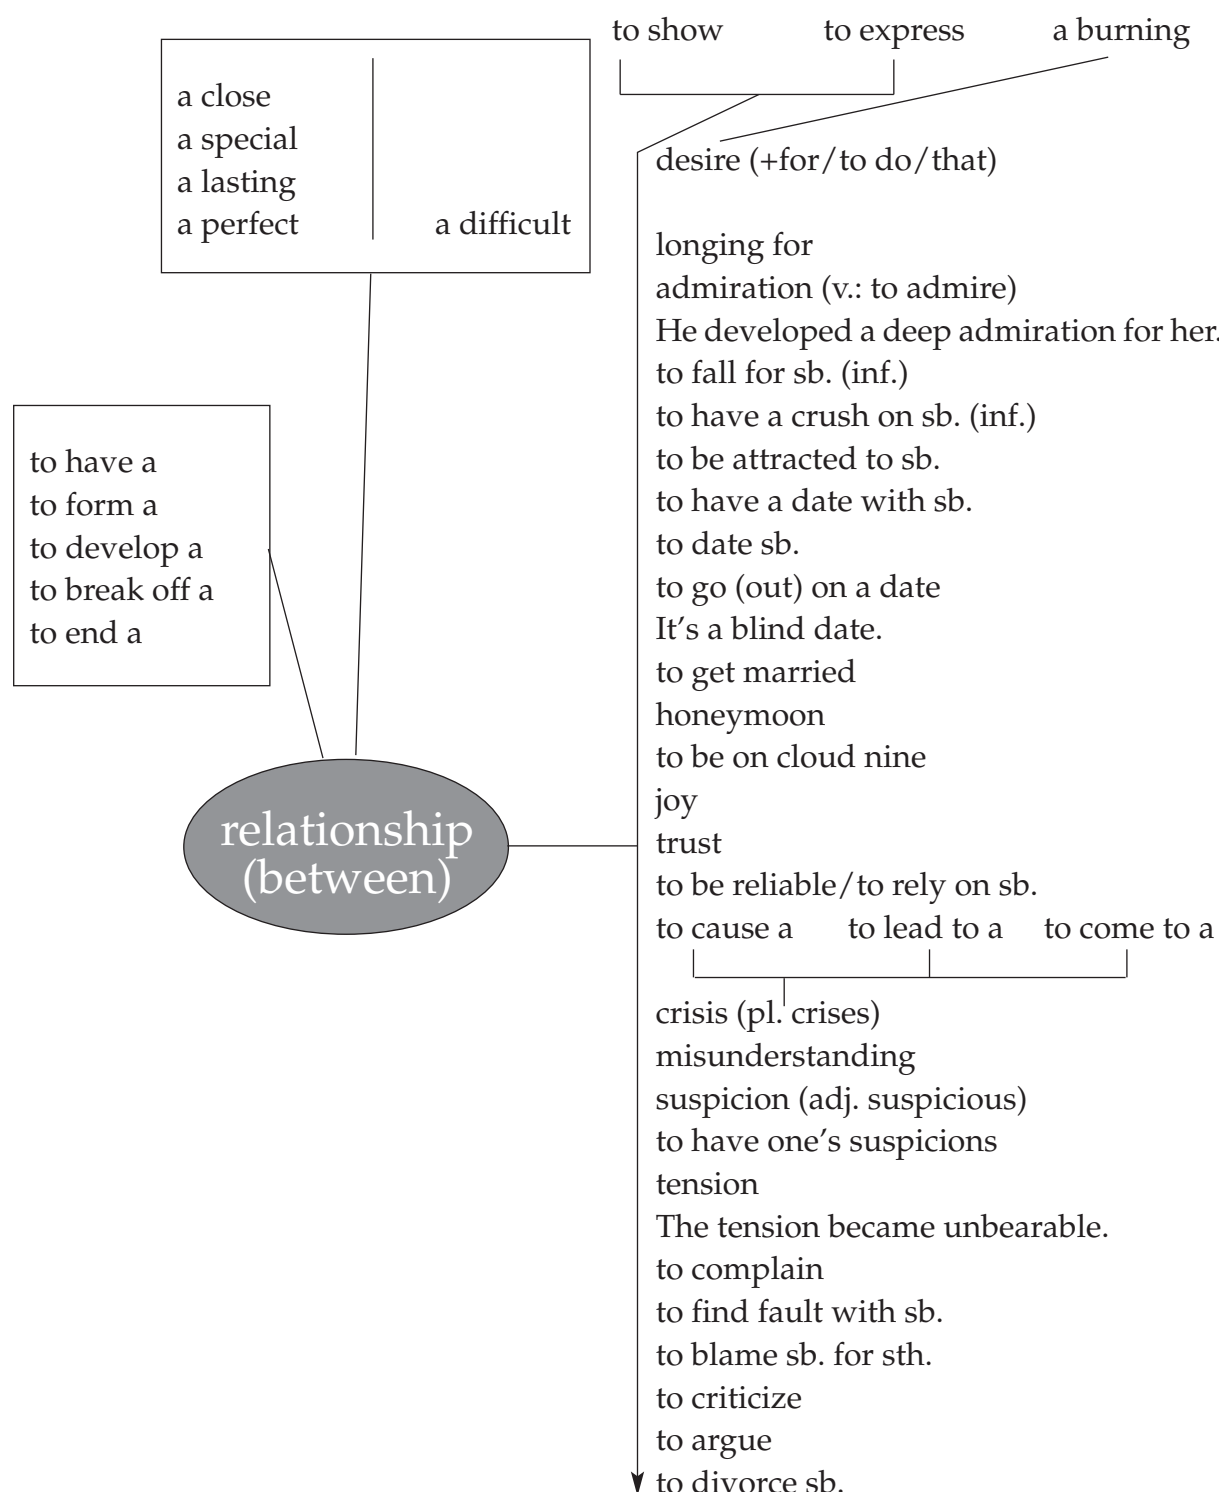 to show to express a burning
a close
a special
a lasting
a perfect a difficult
desire (+for/to do/that)
longing for
admiration (v.: to admire)
He developed a deep admiration for her.
to fall for sb. (inf.)
to have a crush on sb. (inf.)
to be attracted to sb.
to have a date with sb.
to date sb.
to go (out) on a date
It's a blind date.
to get married
honeymoon
to be on cloud nine
joy
trust
to be reliable/to rely on sb.
to cause a to lead to a to come to a
crisis (pl. crises)
misunderstanding
suspicion (adj. suspicious)
to have one’s suspicions
tension
The tension became unbearable.
to complain
to find fault with sb.
to blame sb. for sth.
to criticize
to argue
to divorce sb.
to have a
to form a
to develop a
to break off a
to end a
relationship
(between)